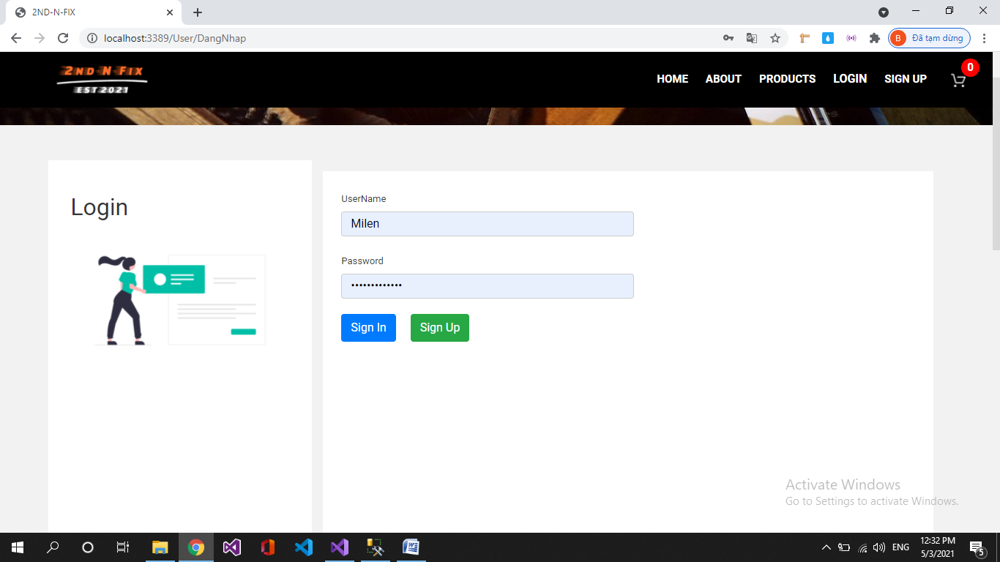 2ND-N-FIX
localhost:3389/User/DangNhap
B Đã tạm dừng
2ND N FIX
EST 2021
HOME ABOUT PRODUCTS LOGIN SIGN UP 0
Login
UserName
Milen
Password
•••••••••••••
Sign In Sign Up
Activate Windows
Go to Settings to activate Windows.
ENG
12:32 PM
5/3/2021
5